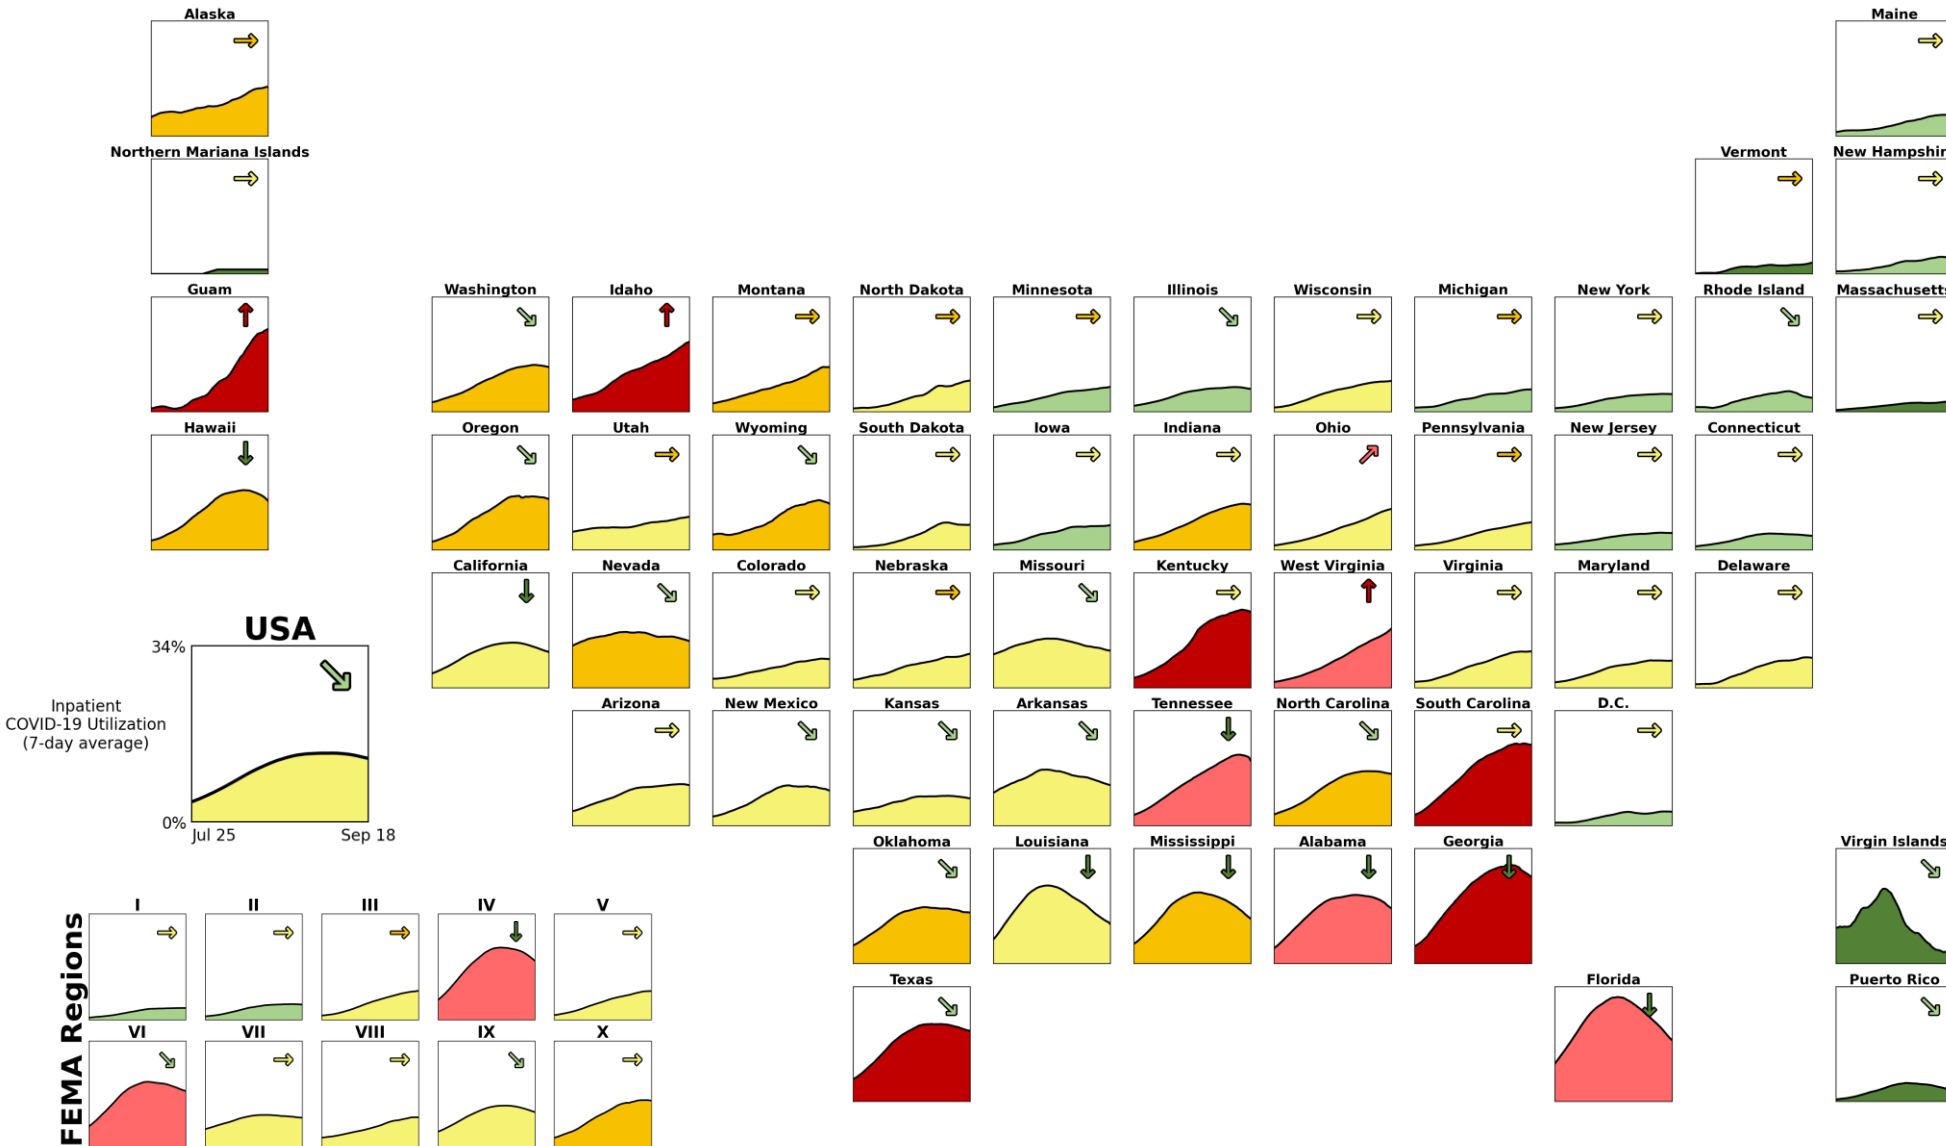 Alaska
Maine
Northern Mariana Islands
Vermont
New Hampshir
Guam
Washington
Idaho
Montana
North Dakota
Minnesota
Illinois
Wisconsin
Michigan
New York
Rhode Island
Massachusetts
Hawaii
Oregon
Utah
Wyoming
South Dakota
Iowa
Indiana
Ohio
Pennsylvania
New Jersey
Connecticut
California
Nevada
Colorado
Nebraska
Missouri
Kentucky
West Virginia
Virginia
Maryland
Delaware
USA
34%
Inpatient
COVID-19 Utilization
(7-day average)
0%
Jul 25
Sep 18
Arizona
New Mexico
Kansas
Arkansas
Tennessee
North Carolina
South Carolina
D.C.
Oklahoma
Louisiana
Mississippi
Alabama
Georgia
Virgin Islands
Texas
Florida
Puerto Rico
FEMA Regions
I
II
III
IV
V
VI
VII
VIII
IX
X